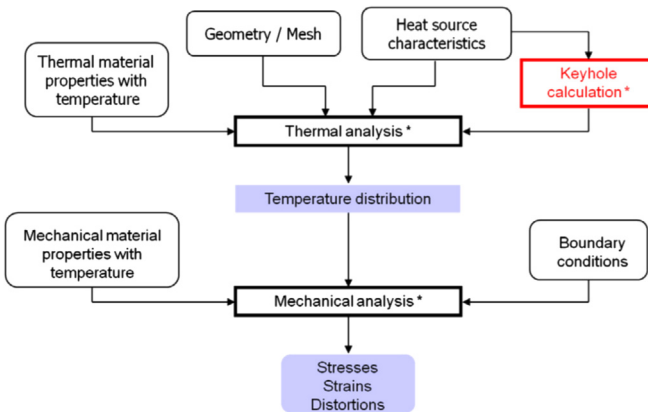 Geometry / Mesh
Heat source
characteristics
Thermal material
properties with
temperature
Keyhole
calculation *
Thermal analysis *
Temperature distribution
Mechanical material
properties with
temperature
Boundary
conditions
Mechanical analysis *
Stresses
Strains
Distortions